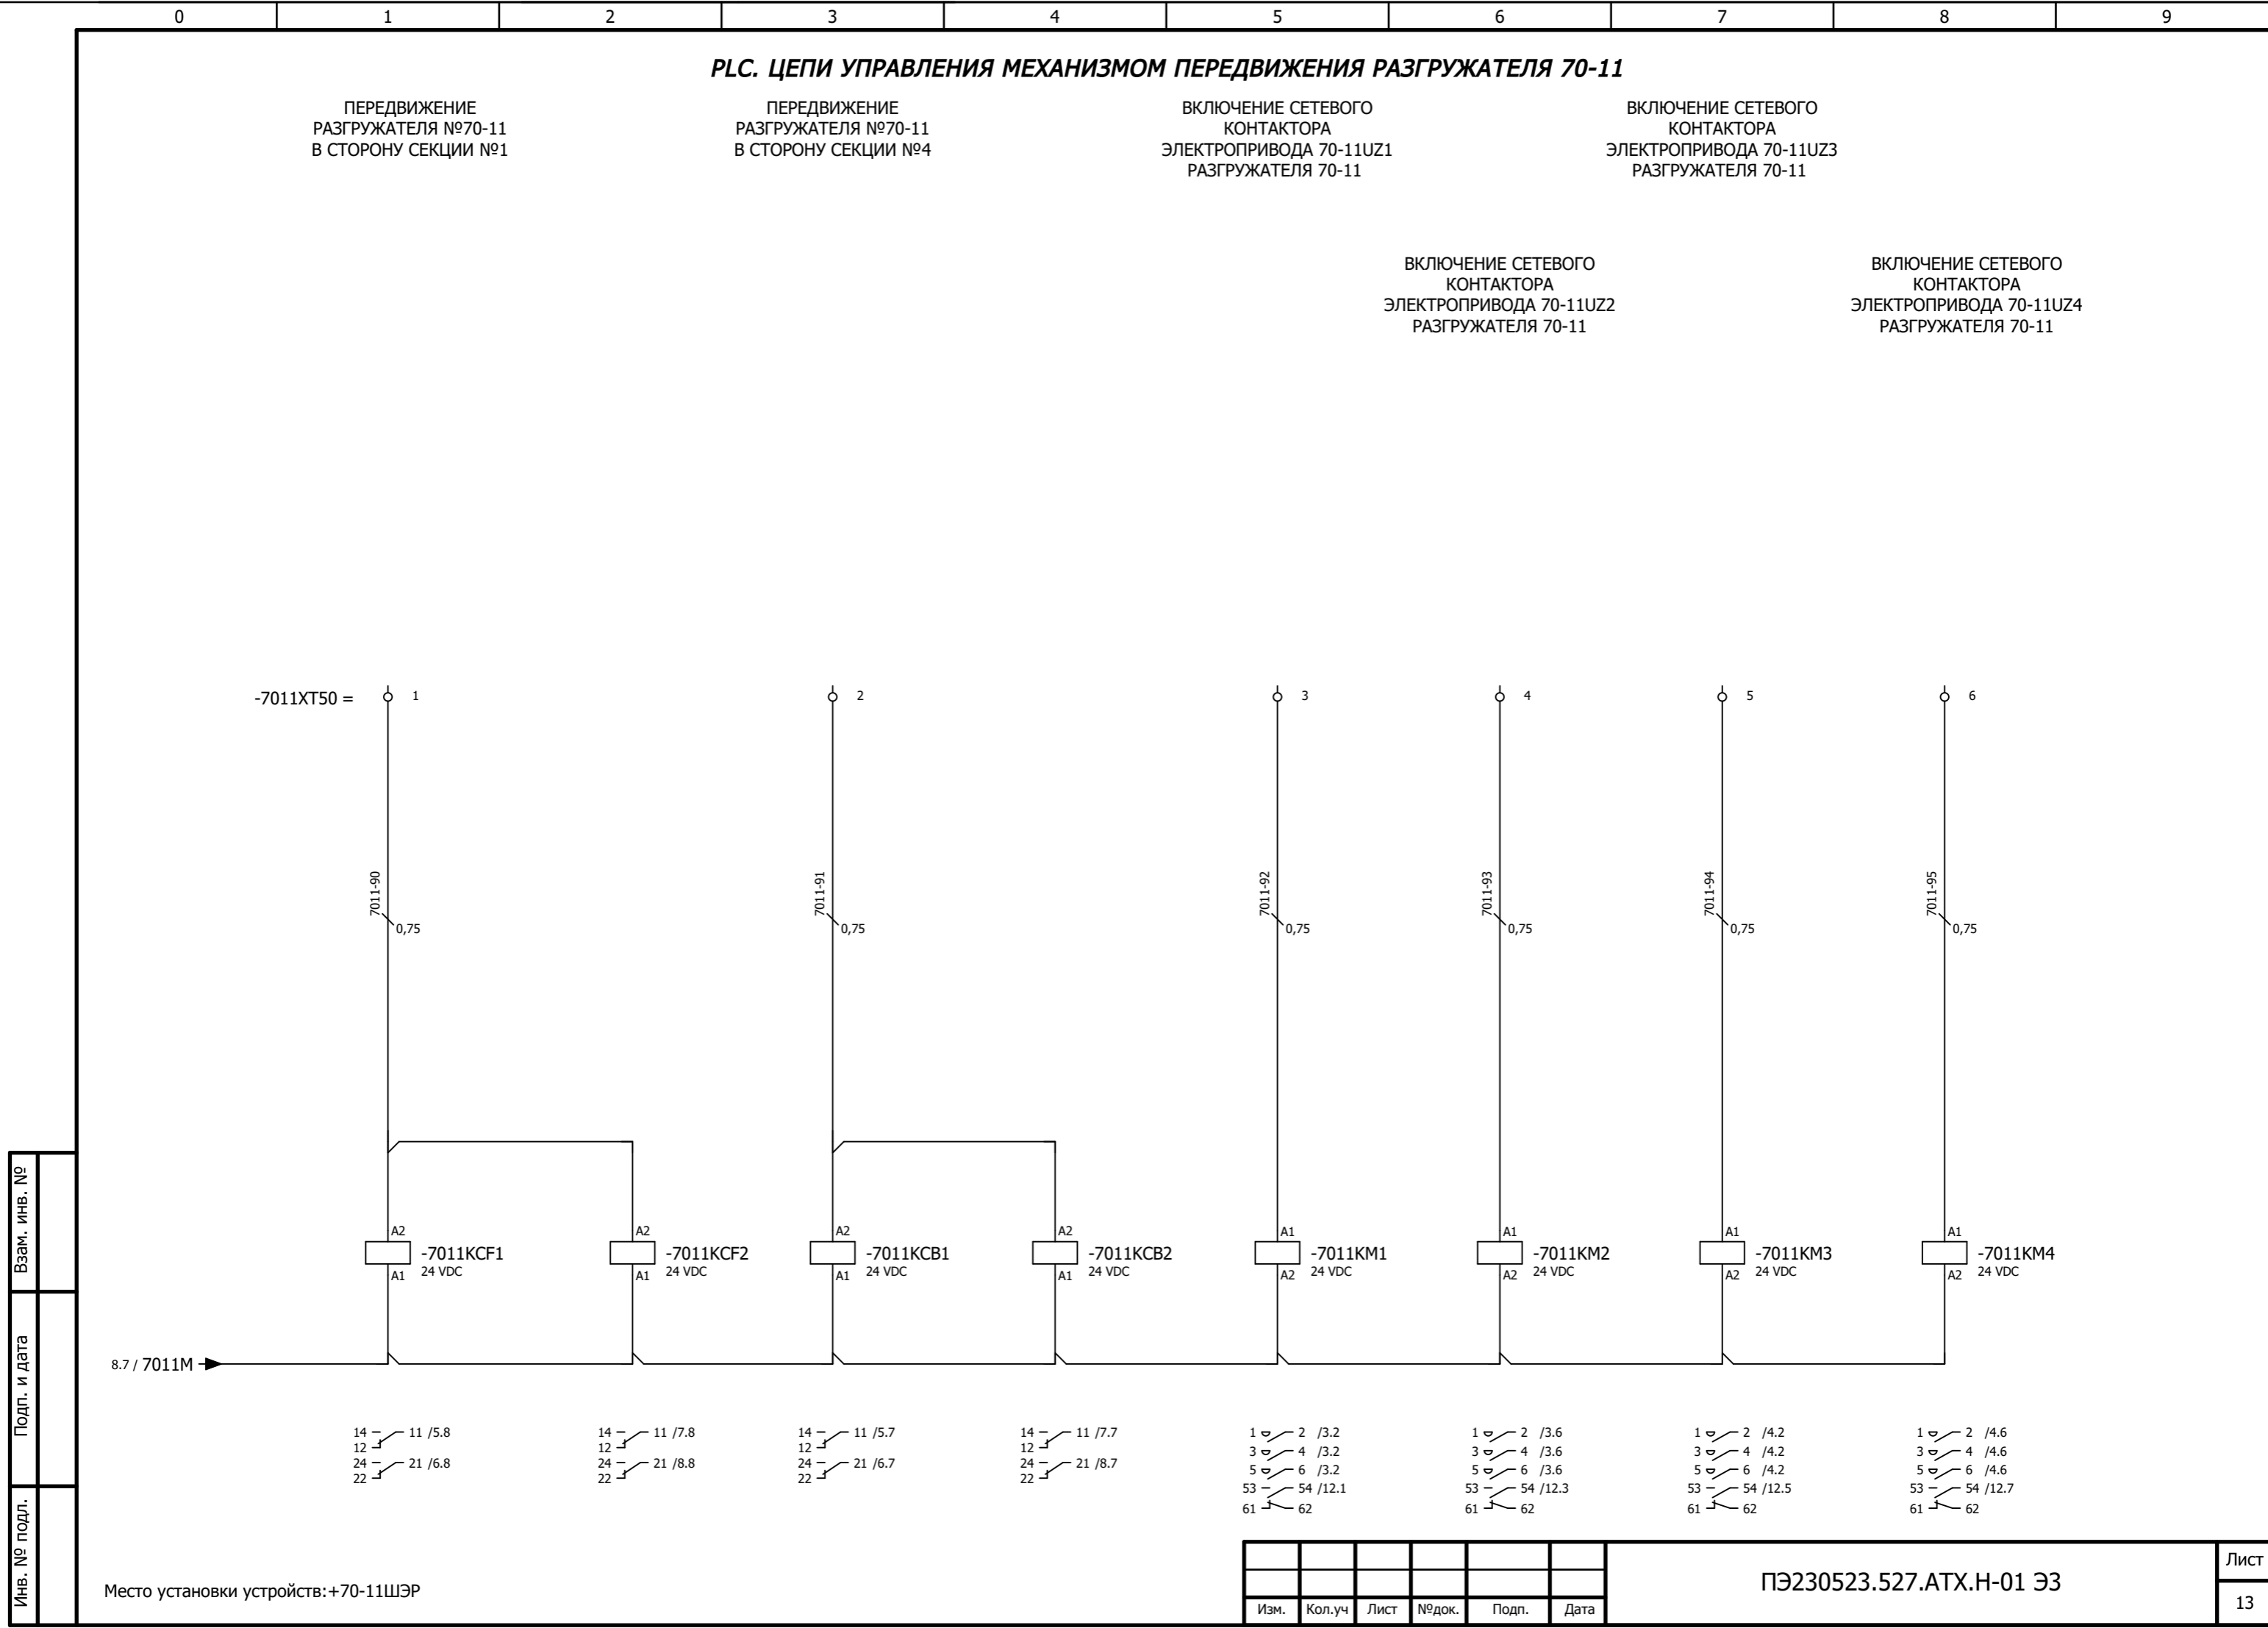 0 1 2 3 4 5 6 7 8 9
PLC. ЦЕПИ УПРАВЛЕНИЯ МЕХАНИЗМОМ ПЕРЕДВИЖЕНИЯ РАЗГРУЖАТЕЛЯ 70-11
ПЕРЕДВИЖЕНИЕ
РАЗГРУЖАТЕЛЯ №70-11
В СТОРОНУ СЕКЦИИ №1
ПЕРЕДВИЖЕНИЕ
РАЗГРУЖАТЕЛЯ №70-11
В СТОРОНУ СЕКЦИИ №4
ВКЛЮЧЕНИЕ СЕТЕВОГО
КОНТАКТОРА
ЭЛЕКТРОПРИВОДА 70-11UZ1
РАЗГРУЖАТЕЛЯ 70-11
ВКЛЮЧЕНИЕ СЕТЕВОГО
КОНТАКТОРА
ЭЛЕКТРОПРИВОДА 70-11UZ3
РАЗГРУЖАТЕЛЯ 70-11
ВКЛЮЧЕНИЕ СЕТЕВОГО
КОНТАКТОРА
ЭЛЕКТРОПРИВОДА 70-11UZ2
РАЗГРУЖАТЕЛЯ 70-11
ВКЛЮЧЕНИЕ СЕТЕВОГО
КОНТАКТОРА
ЭЛЕКТРОПРИВОДА 70-11UZ4
РАЗГРУЖАТЕЛЯ 70-11
-7011XT50 = 1 2 3 4 5 6
7011-90 7011-91 7011-92 7011-93 7011-94 7011-95
0,75 0,75 0,75 0,75 0,75 0,75
A2 A2 A2 A2 A1 A1 A1 A1
-7011KCF1 -7011KCF2 -7011KCB1 -7011KCB2 -7011KM1 -7011KM2 -7011KM3 -7011KM4
24 VDC 24 VDC 24 VDC 24 VDC 24 VDC 24 VDC 24 VDC 24 VDC
A1 A1 A1 A1 A2 A2 A2 A2
8.7 / 7011M
14 11 /5.8
12
24 21 /6.8
22
14 11 /7.8
12
24 21 /8.8
22
14 11 /5.7
12
24 21 /6.7
22
14 11 /7.7
12
24 21 /8.7
22
1 2 /3.2
3 4 /3.2
5 6 /3.2
53 54 /12.1
61 62
1 2 /3.6
3 4 /3.6
5 6 /3.6
53 54 /12.3
61 62
1 2 /4.2
3 4 /4.2
5 6 /4.2
53 54 /12.5
61 62
1 2 /4.6
3 4 /4.6
5 6 /4.6
53 54 /12.7
61 62
Взам. инв. №
Подп. и дата
Инв. № подл.
Место установки устройств:+70-11ШЭР
Изм. Кол.уч Лист №док. Подп. Дата
ПЭ230523.527.АТХ.Н-01 Э3
Лист
13